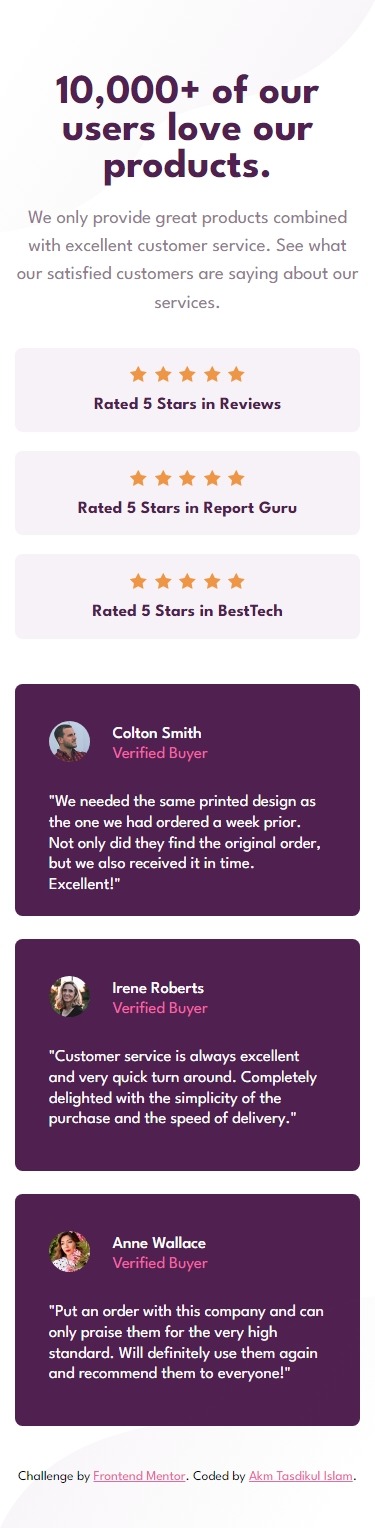 10,000+ of our
users love our
products.
We only provide great products combined
with excellent customer service. See what
our satisfied customers are saying about our
services.
Rated 5 Stars in Reviews
Rated 5 Stars in Report Guru
Rated 5 Stars in BestTech
Colton Smith
Verified Buyer
"We needed the same printed design as
the one we had ordered a week prior.
Not only did they find the original order,
but we also received it in time.
Excellent!"
Irene Roberts
Verified Buyer
"Customer service is always excellent
and very quick turn around. Completely
delighted with the simplicity of the
purchase and the speed of delivery."
Anne Wallace
Verified Buyer
"Put an order with this company and can
only praise them for the very high
standard. Will definitely use them again
and recommend them to everyone!"
Challenge by Frontend Mentor. Coded by Akm Tasdikul Islam.